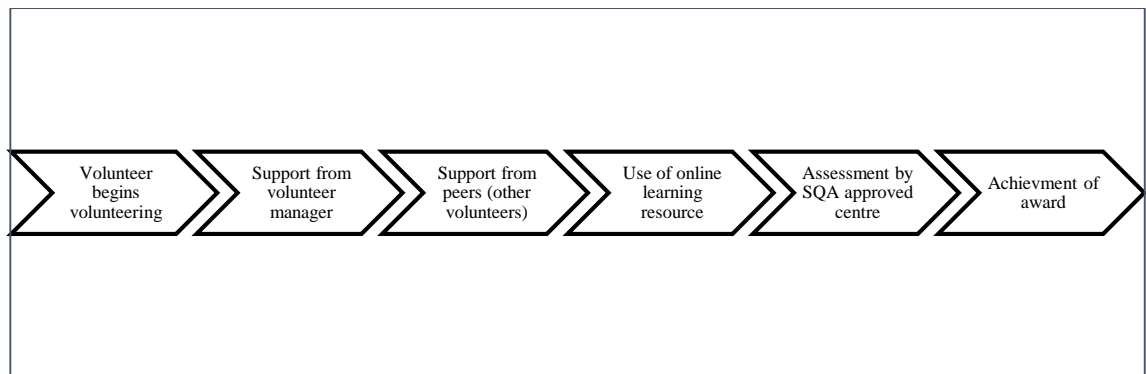 Volunteer
begins
volunteering
Support from
volunteer
manager
Support from
peers (other
volunteers)
Use of online
learning
resource
Assessment by
SQA approved
centre
Achievment of
award